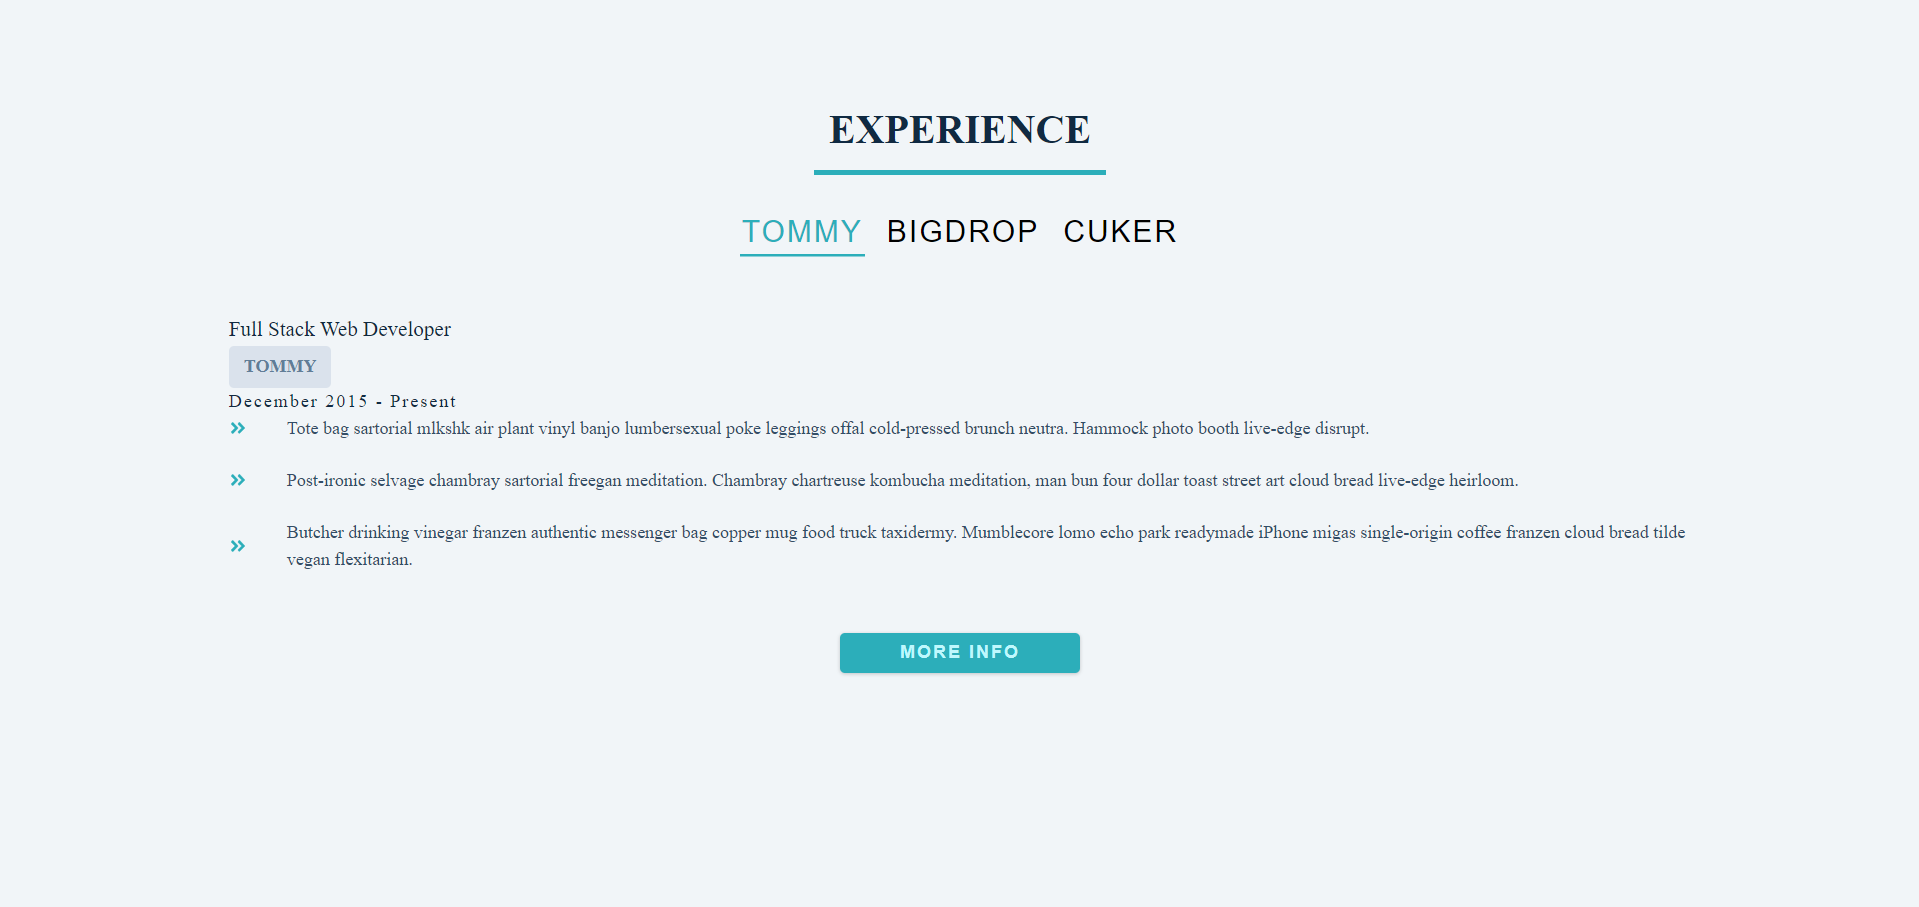 EXPERIENCE
TOMMY BIGDROP CUKER
Full Stack Web Developer
TOMMY
December 2015 - Present
Tote bag sartorial mlkshk air plant vinyl banjo lumbersexual poke leggings offal cold-pressed brunch neutra. Hammock photo booth live-edge disrupt.
Post-ironic selvage chambray sartorial freegan meditation. Chambray chartreuse kombucha meditation, man bun four dollar toast street art cloud bread live-edge heirloom.
Butcher drinking vinegar franzen authentic messenger bag copper mug food truck taxidermy. Mumblecore lomo echo park readymade iPhone migas single-origin coffee franzen cloud bread tilde
vegan flexitarian.
MORE INFO